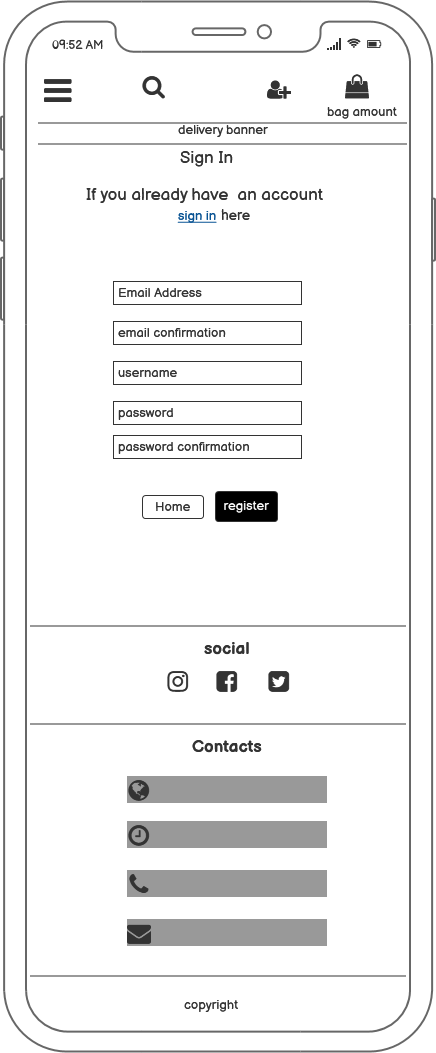 09:52 AM
bag amount
delivery banner
Sign In
If you already have an account
sign in here
Email Address
email confirmation
username
password
password confirmation
Home register
social
Contacts
copyright